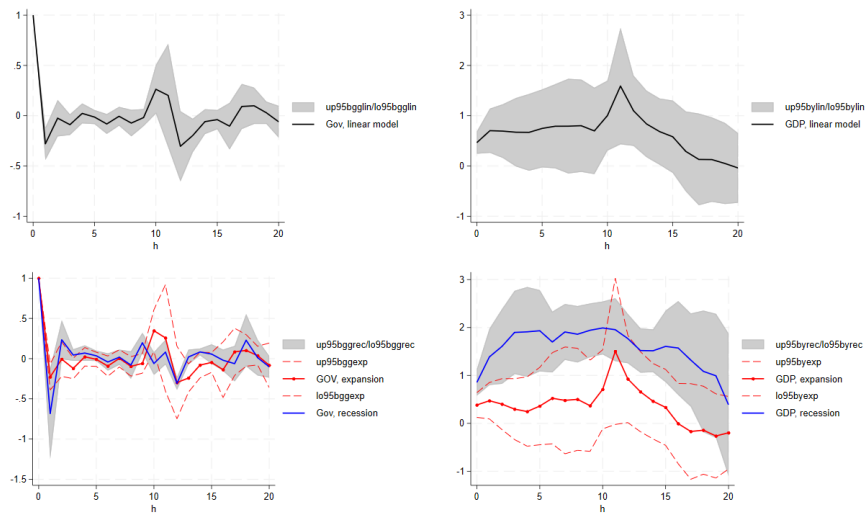 1
.5
0
-.5
-1
0
5
10
15
20
h
up95bgglin/lo95bgglin
Gov, linear model
3
2
1
0
-1
0
5
10
15
20
h
up95bylin/lo95bylin
GDP, linear model
1
.5
0
-.5
-1
-1.5
0
5
10
15
20
h
up95bggrec/lo95bggrec
up95bggexp
GOV, expansion
lo95bggexp
Gov, recession
3
2
1
0
-1
0
5
10
15
20
h
up95byrec/lo95byrec
up95byexp
GDP, expansion
lo95byexp
GDP, recession